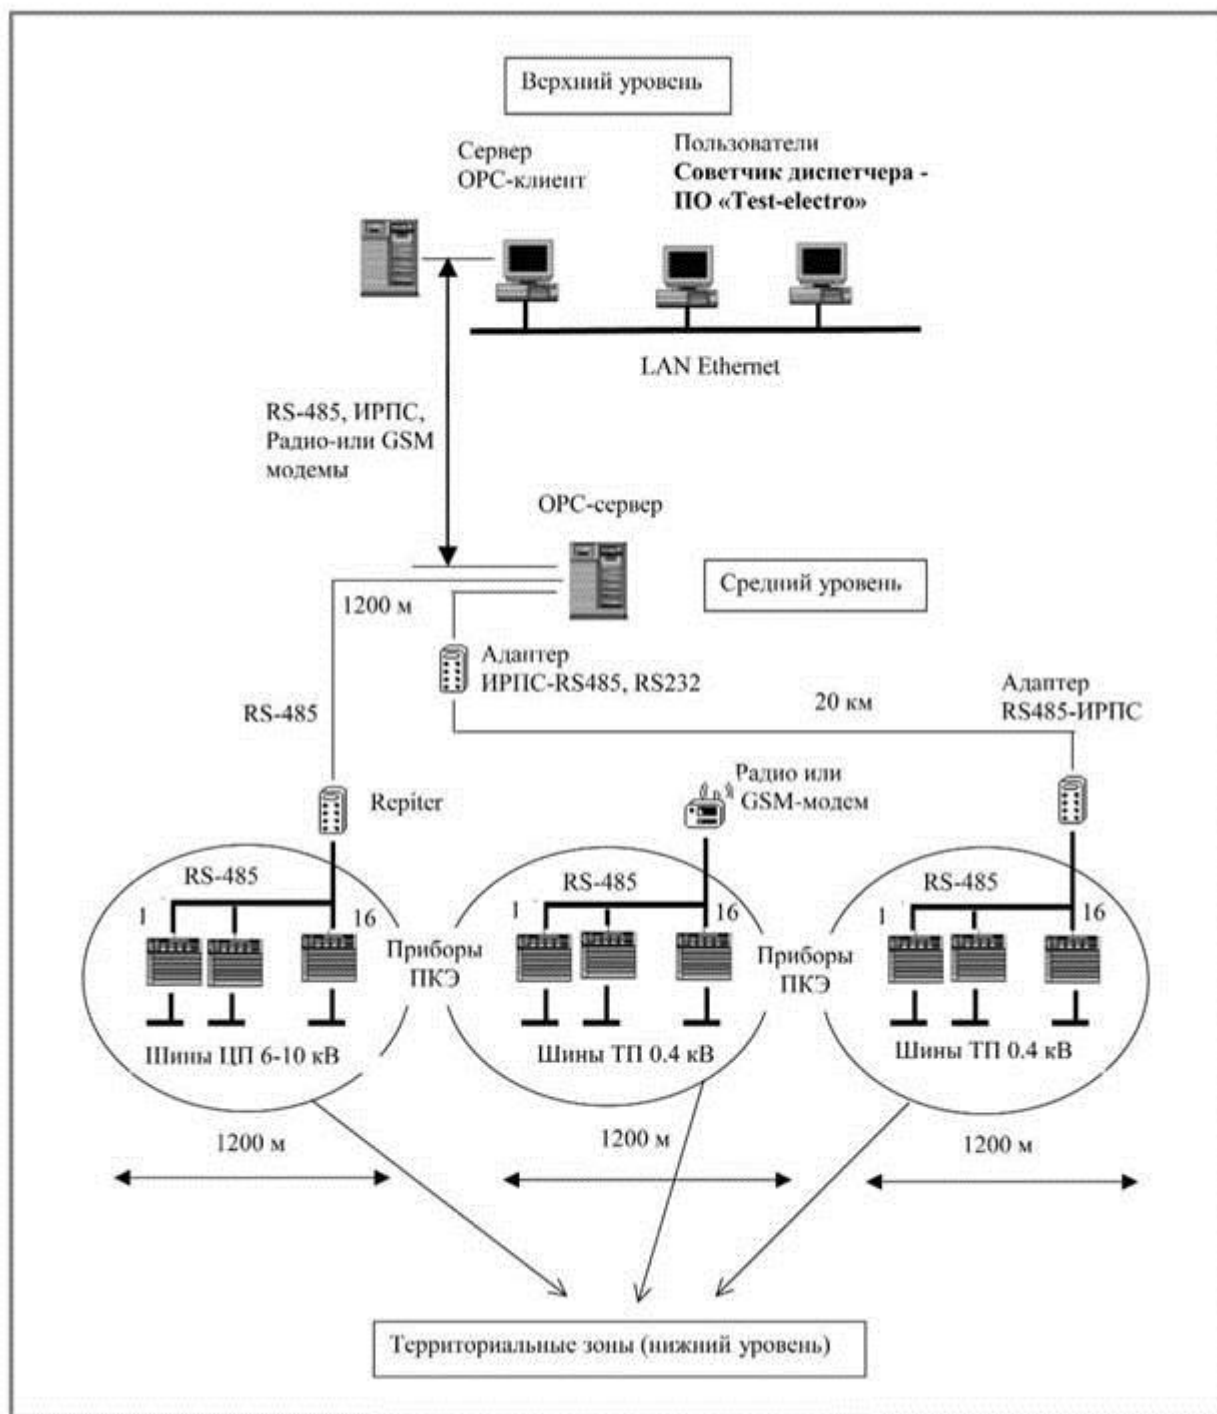 Верхний уровень
Сервер
OPC-клиент
Пользователи
Советчик диспетчера -
ПО «Test-electro»
LAN Ethernet
RS-485, ИРПС,
Радио-или GSM
модемы
OPC-сервер
Средний уровень
1200 м
Адаптер
ИРПС-RS485, RS232
RS-485
20 км
Адаптер
RS485-ИРПС
Repiter
Радио или
GSM-модем
RS-485
1
16
Приборы
ПКЭ
Шины ЦП 6-10 кВ
RS-485
1
16
Приборы
ПКЭ
Шины ТП 0.4 кВ
RS-485
1
16
Шины ТП 0.4 кВ
1200 м
1200 м
1200 м
Территориальные зоны (нижний уровень)